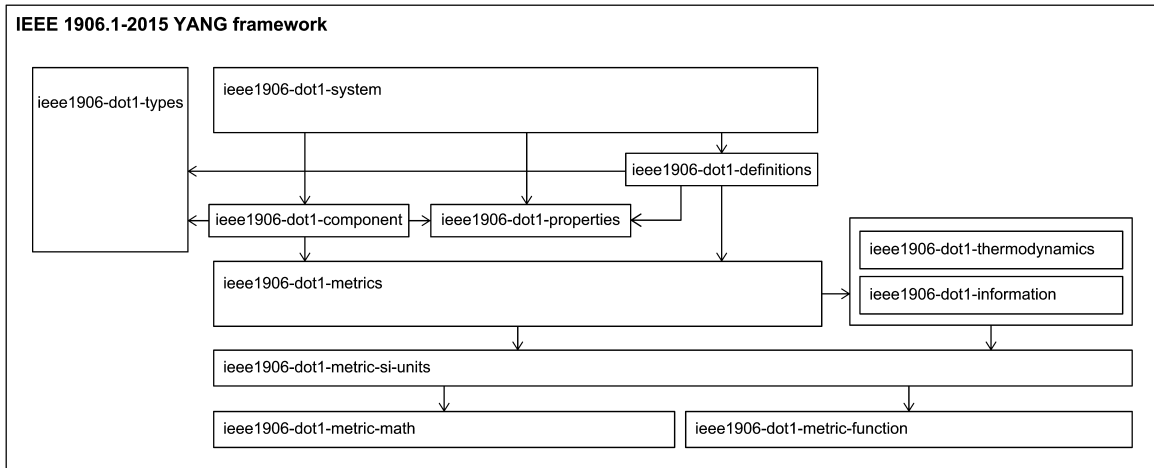 IEEE 1906.1-2015 YANG framework
ieee1906-dot1-types
ieee1906-dot1-system
ieee1906-dot1-definitions
ieee1906-dot1-component
ieee1906-dot1-properties
ieee1906-dot1-thermodynamics
ieee1906-dot1-metrics
ieee1906-dot1-information
ieee1906-dot1-metric-si-units
ieee1906-dot1-metric-math
ieee1906-dot1-metric-function